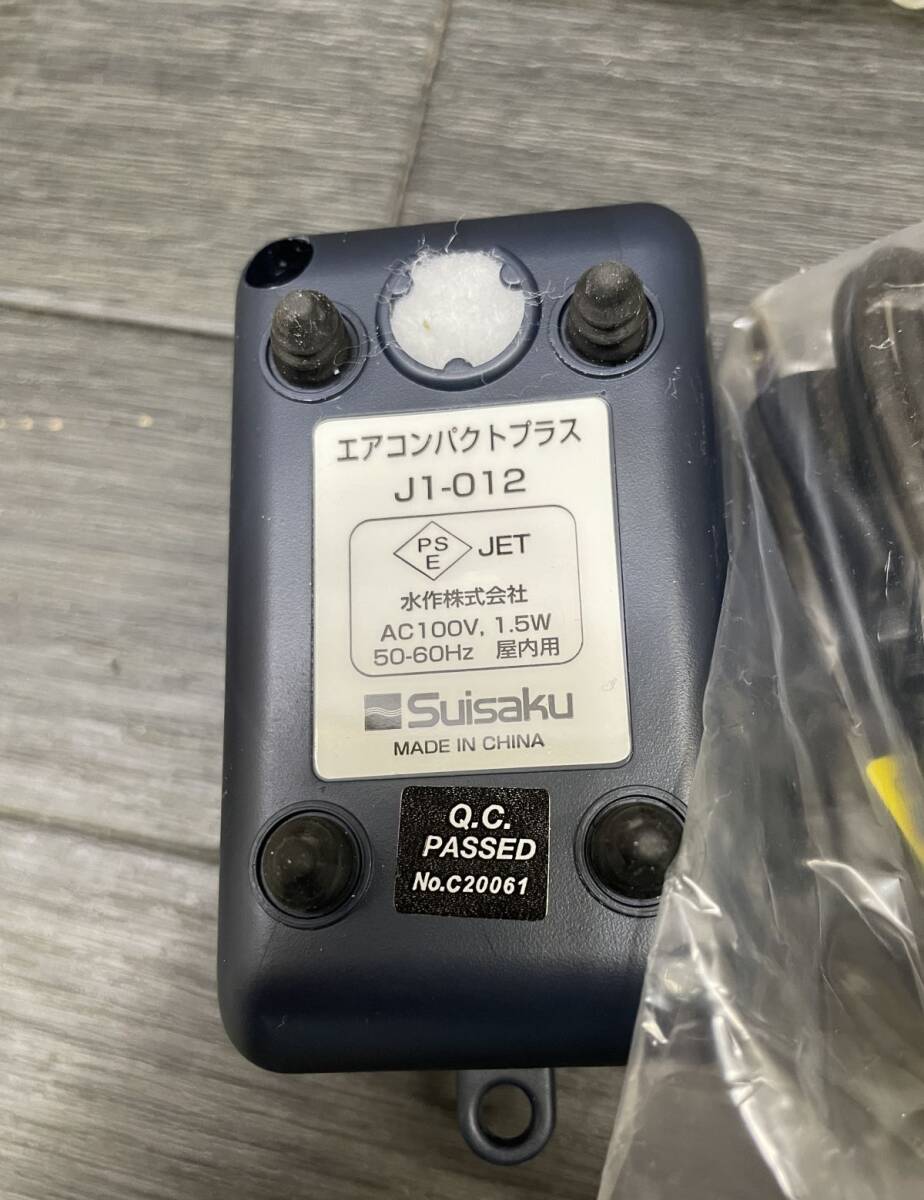 エアコンパクトプラス
J1-012
PS
E
JET
水作株式会社
AC100V, 1.5W
50-60Hz 屋内用
Suisaku
MADE IN CHINA
Q.C.
PASSED
No.C20061